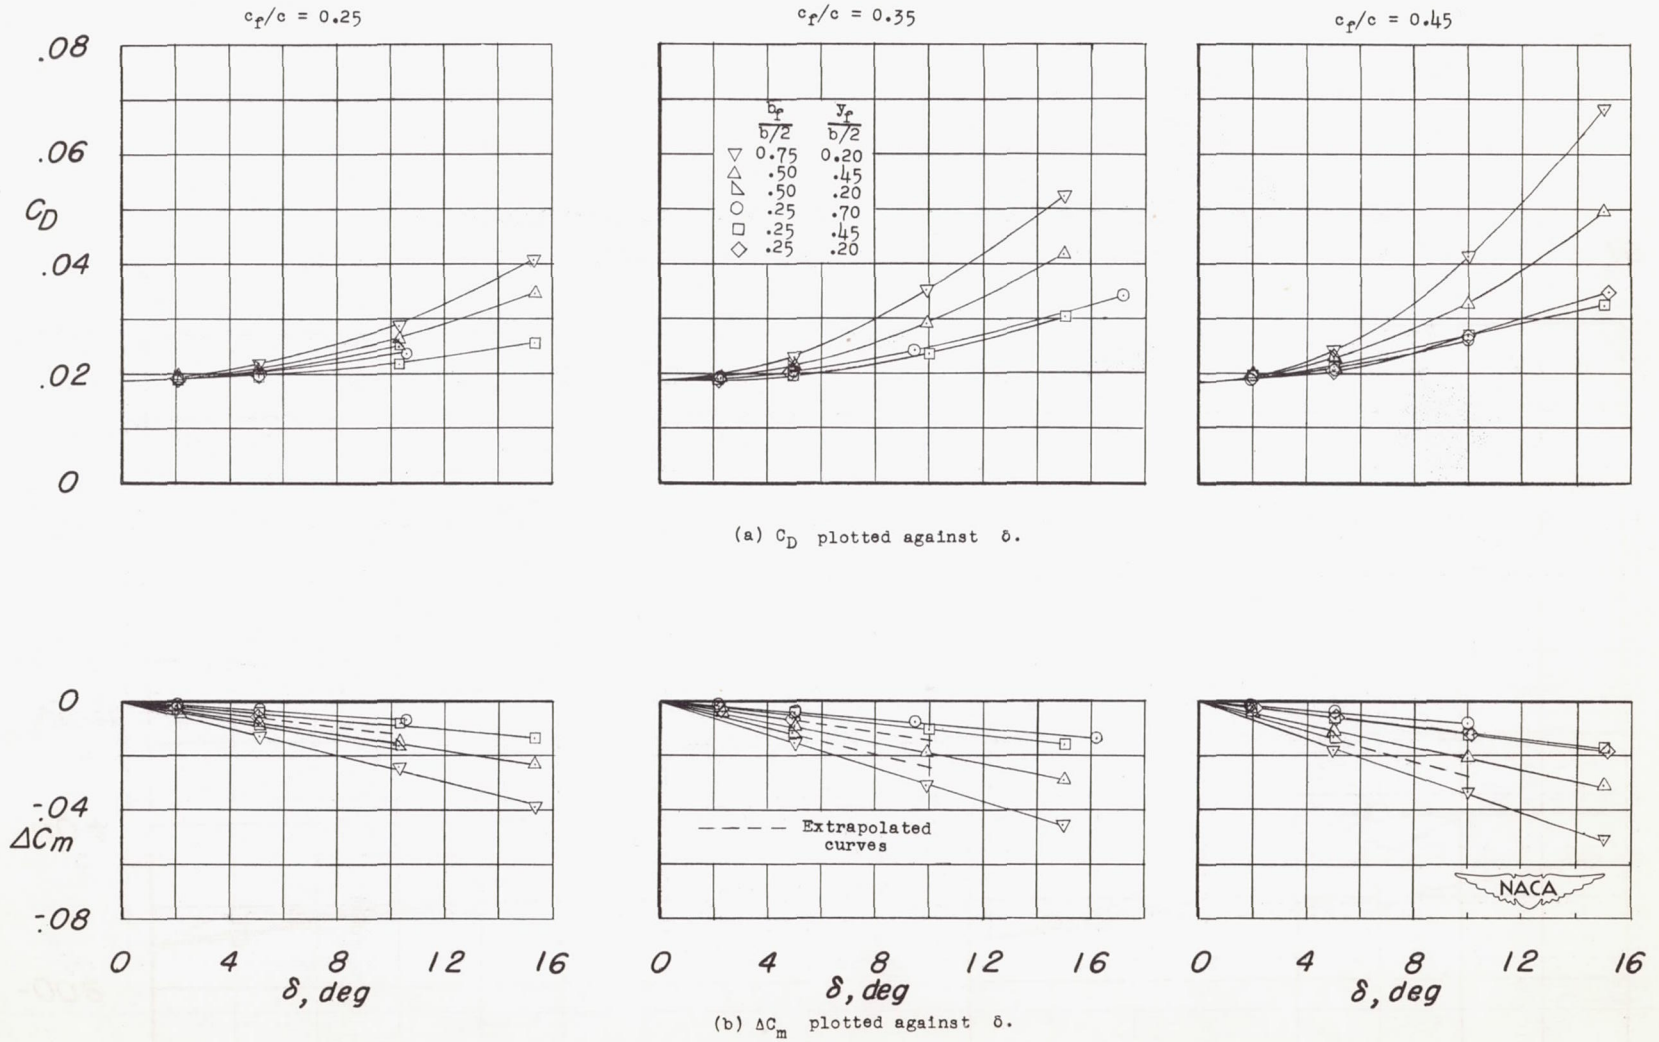 c_f/c = 0.25
c_f/c = 0.35
c_f/c = 0.45
.08
.06
C_D
.04
.02
0
b_f/b/2 y_f/b/2
0.75 0.20
.50 .45
.50 .20
.25 .70
.25 .45
.25 .20
(a) C_D plotted against δ.
0
-.04
ΔC_m
-.08
Extrapolated
curves
NACA
0 4 8 12 16
δ, deg
0 4 8 12 16
δ, deg
0 4 8 12 16
δ, deg
(b) ΔC_m plotted against δ.